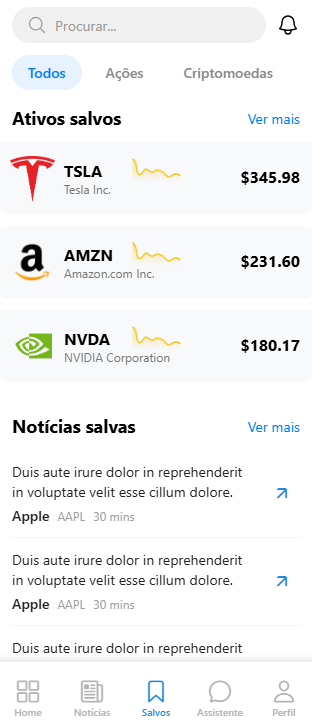 Procurar...
Todos Ações Criptomoedas
Ativos salvos Ver mais
TSLA
Tesla Inc.
$345.98
AMZN
Amazon.com Inc.
$231.60
NVDA
NVIDIA Corporation
$180.17
Notícias salvas Ver mais
Duis aute irure dolor in reprehenderit
in voluptate velit esse cillum dolore.
Apple AAPL 30 mins
Duis aute irure dolor in reprehenderit
in voluptate velit esse cillum dolore.
Apple AAPL 30 mins
Duis aute irure dolor in reprehenderit
Home Notícias Salvos Assistente Perfil